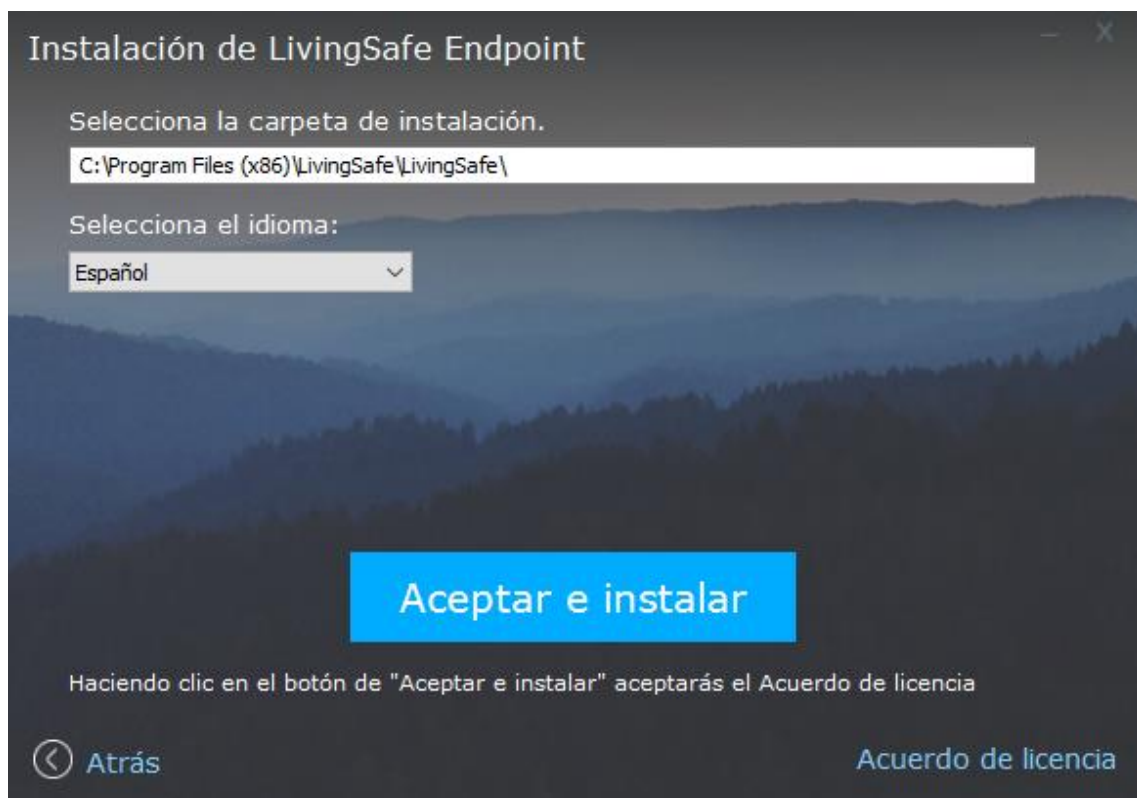 Instalación de LivingSafe Endpoint
Selecciona la carpeta de instalación.
C:\Program Files (x86)\LivingSafe\LivingSafe\
Selecciona el idioma:
Español
Aceptar e instalar
Haciendo clic en el botón de "Aceptar e instalar" aceptarás el Acuerdo de licencia
Atrás
Acuerdo de licencia